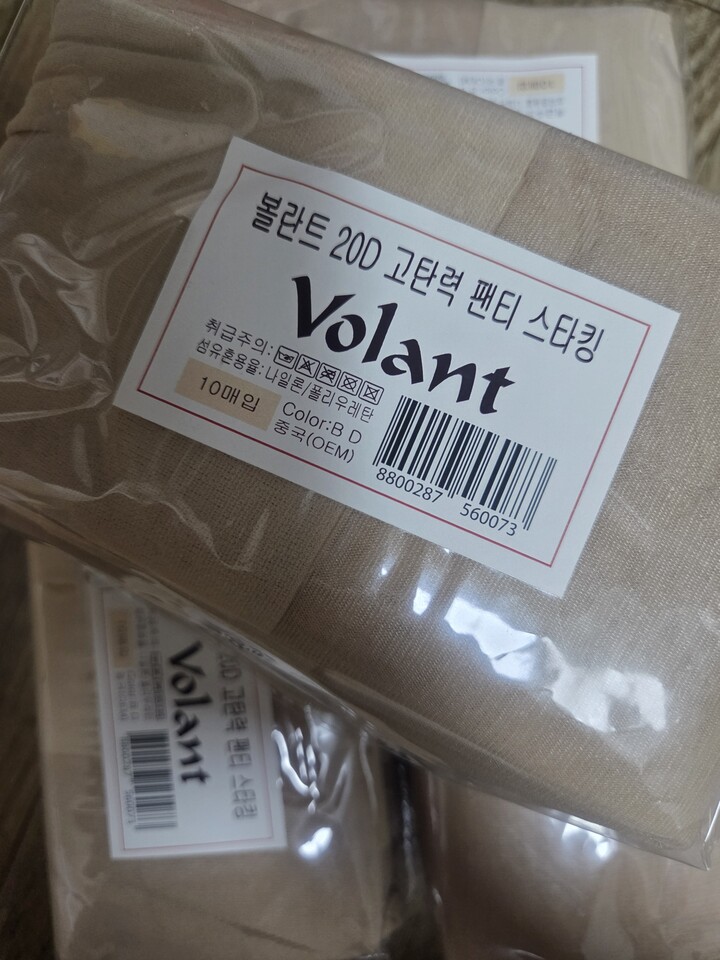 볼란트 20D 고탄력 팬티 스타킹
Volant
취급주의:
섬유혼용율: 나일론/폴리우레탄
10매입
Color:B D
중국(OEM)
8800287 560073
Volant
20D 고탄력 팬티 스타킹
8800287 560073